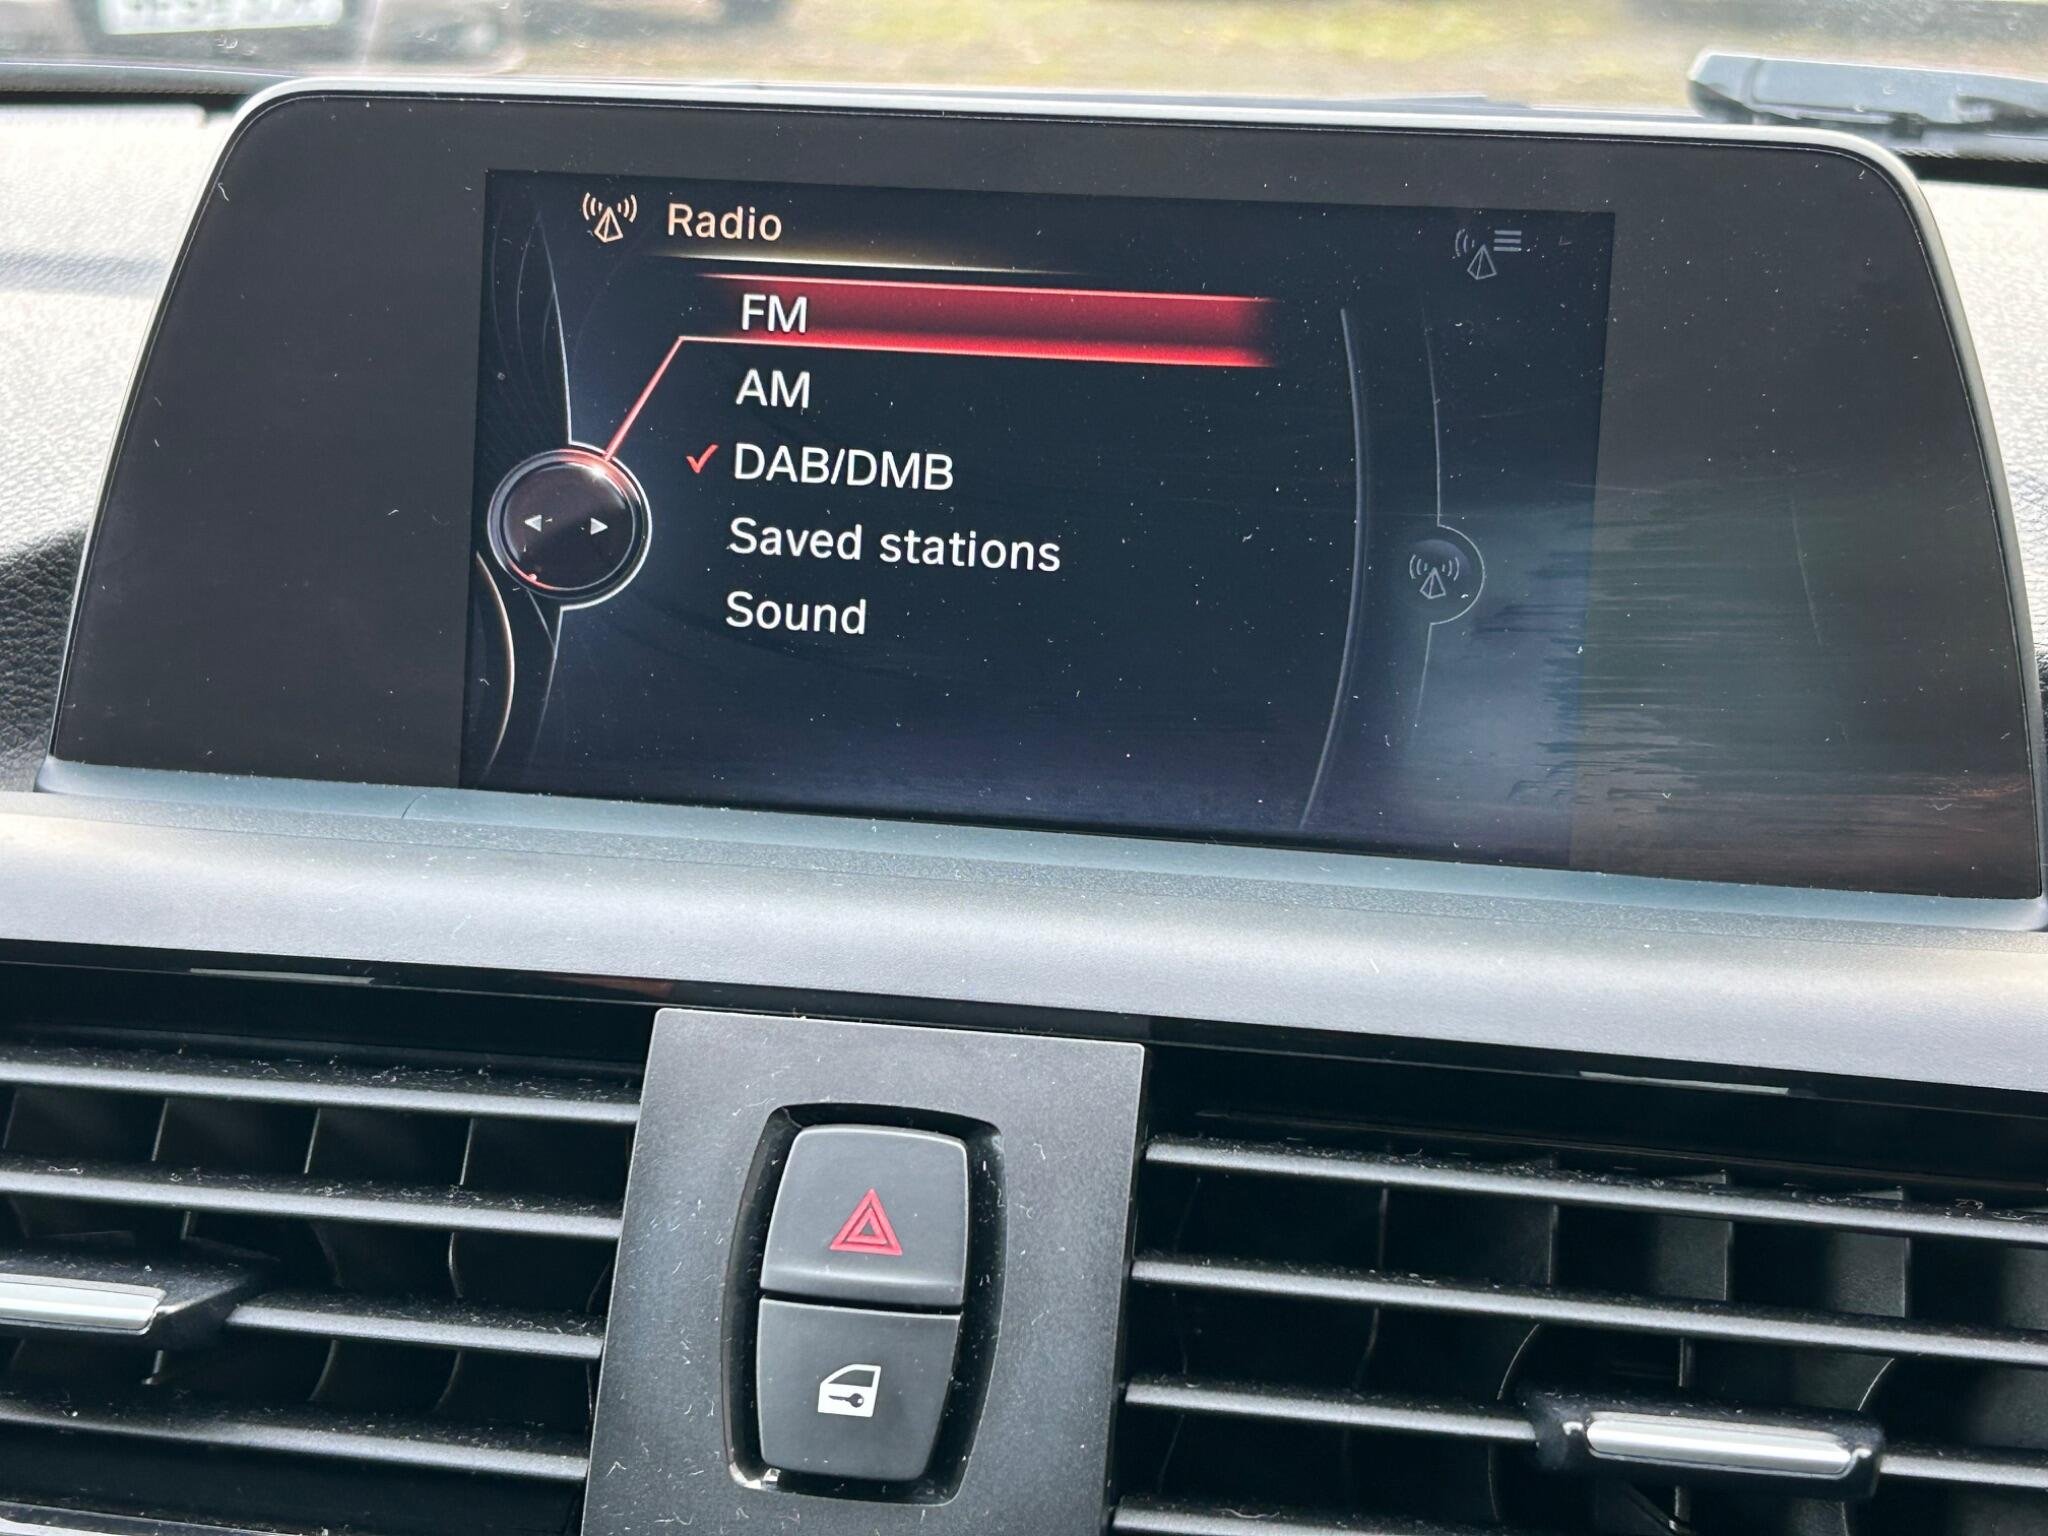 Radio
FM
AM
DAB/DMB
Saved stations
Sound